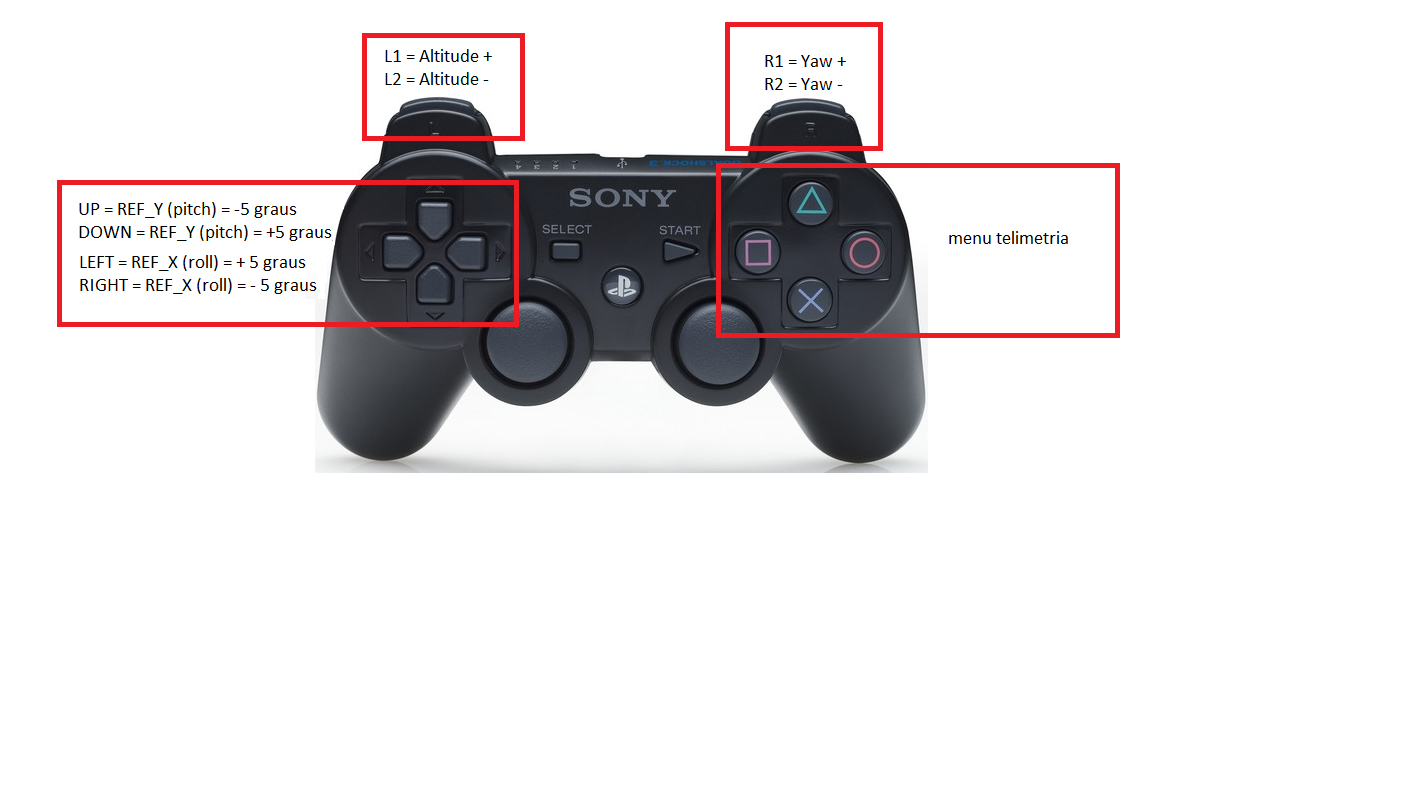 L1 = Altitude +
L2 = Altitude -
R1 = Yaw +
R2 = Yaw -
UP = REF_Y (pitch) = -5 graus
DOWN = REF_Y (pitch) = +5 graus
LEFT = REF_X (roll) = + 5 graus
RIGHT = REF_X (roll) = - 5 graus
SONY
SELECT
START
menu telimetria